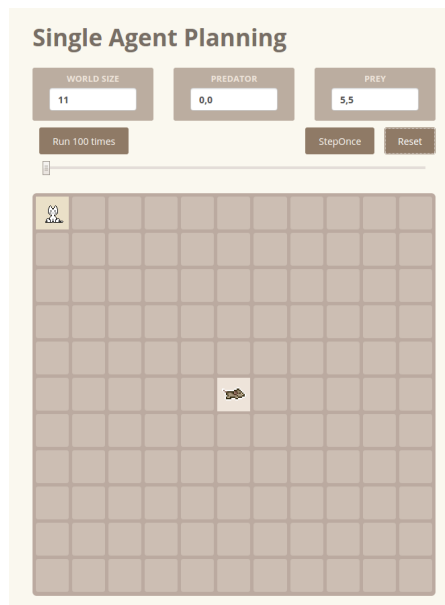 Single Agent Planning
WORLD SIZE
PREDATOR
PREY
11
0,0
5,5
Run 100 times
StepOnce
Reset